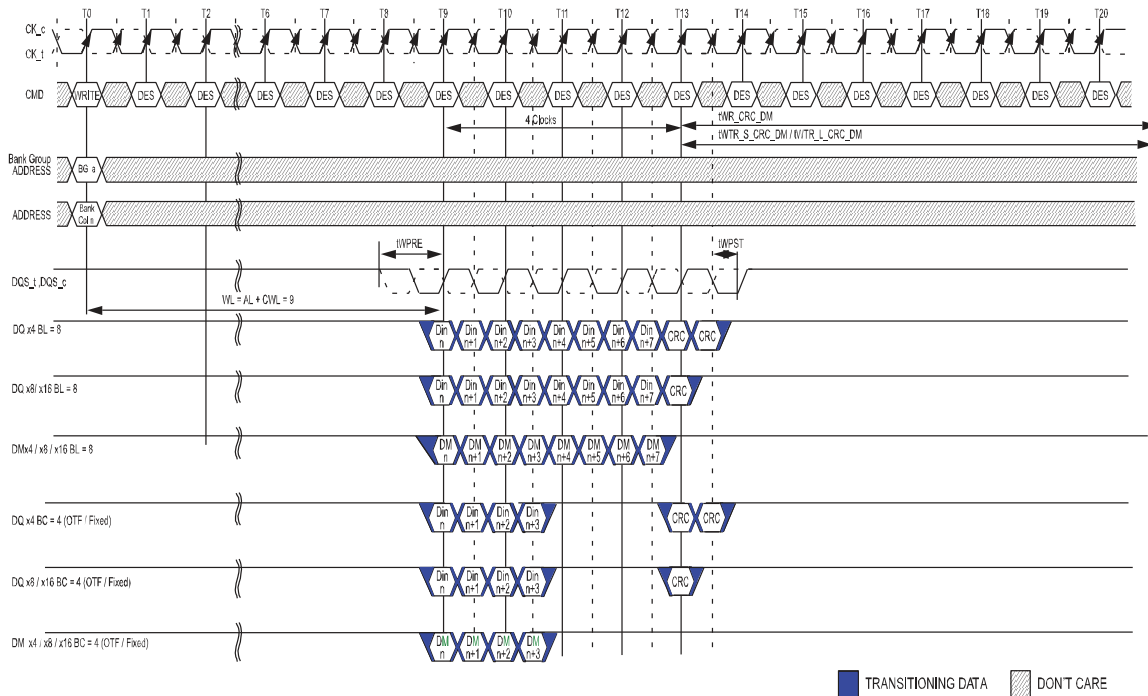 T0 T1 T2 T6 T7 T8 T9 T10 T11 T12 T13 T14 T15 T16 T17 T18 T19 T20
CK_c
CK_t
CMD WRITE DES DES DES DES DES DES DES DES DES DES DES DES DES DES DES DES DES
4 Clocks
tWR_CRC_DM
tWTR_S_CRC_DM / tWTR_L_CRC_DM
Bank Group
ADDRESS
BG a
ADDRESS
Bank
Col n
tWPRE
tWPST
DQS_t ,DQS_c
WL = AL + CWL = 9
DQ x4 BL = 8
Din n Din n+1 Din n+2 Din n+3 Din n+4 Din n+5 Din n+6 Din n+7 CRC CRC
DQ x8/ x16 BL = 8
Din n Din n+1 Din n+2 Din n+3 Din n+4 Din n+5 Din n+6 Din n+7 CRC
DMx4 / x8 / x16 BL = 8
DM n DM n+1 DM n+2 DM n+3 DM n+4 DM n+5 DM n+6 DM n+7
DQ x4 BC = 4 (OTF / Fixed)
Din n Din n+1 Din n+2 Din n+3 CRC CRC
DQ x8 / x16 BC = 4 (OTF / Fixed)
Din n Din n+1 Din n+2 Din n+3 CRC
DM x4 / x8 / x16 BC = 4 (OTF / Fixed)
DM n DM n+1 DM n+2 DM n+3
TRANSITIONING DATA
DON'T CARE